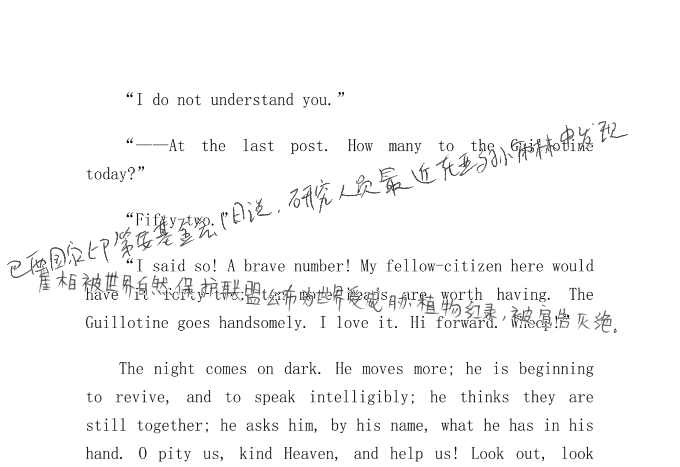 “I do not understand you.”
“——At the last post. How many to the Guillotine
today?”
“Fifty-two.”
巴西国家印第安基金会日说，研究人员最近在亚马孙雨林中发现
“I said so! A brave number! My fellow-citizen here would
崖柏被世界自然保护联盟公布的世界受威胁植物红录，被宣告灭绝。
have it forty-two; ten more heads are worth having. The
Guillotine goes handsomely. I love it. Hi forward. Whoop!”
The night comes on dark. He moves more; he is beginning
to revive, and to speak intelligibly; he thinks they are
still together; he asks him, by his name, what he has in his
hand. O pity us, kind Heaven, and help us! Look out, look